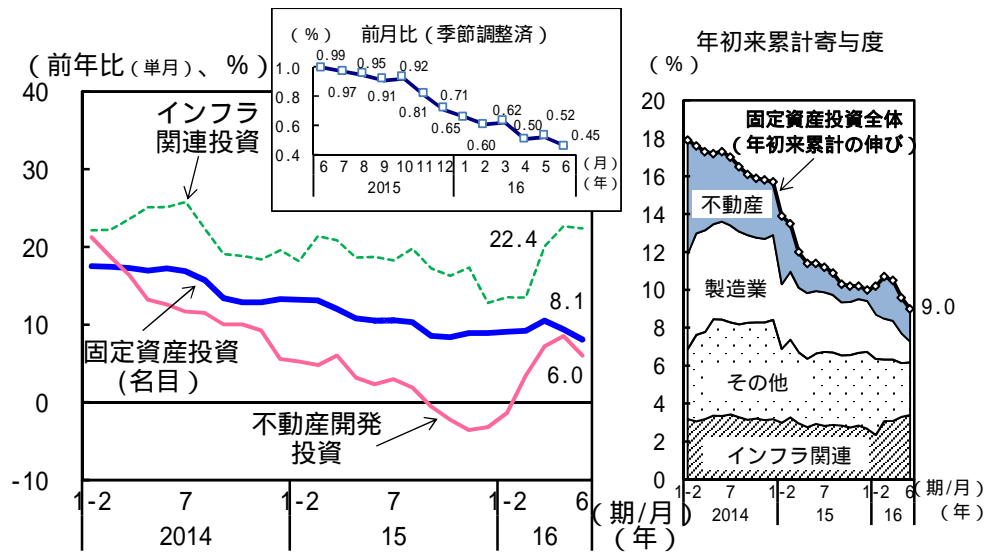 (前年比(単月)、%)
40
30
20
10
0
-10
インフラ
関連投資
固定資産投資
(名目)
不動産開発
投資
22.4
8.1
6.0
1-2 7 1-2 7 1-2 6 (期/月)
2014 15 16 (年)
(%) 前月比(季節調整済)
1.0
0.8
0.6
0.4
0.99 0.97 0.95 0.91 0.92 0.81 0.71 0.65 0.60 0.62 0.50 0.52 0.45
6 7 8 9 10 11 12 1 2 3 4 5 6 (月)
2015 16 (年)
年初来累計寄与度
(%)
20
18
16
14
12
10
8
6
4
2
0
固定資産投資全体
(年初来累計の伸び)
不動産
製造業
その他
インフラ関連
9.0
1-2 7 1-2 7 1-2 6 (期/月)
2014 15 16 (年)